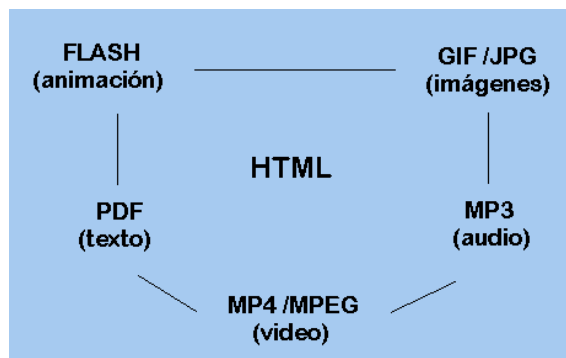 FLASH
(animación)
GIF /JPG
(imágenes)
HTML
PDF
(texto)
MP3
(audio)
MP4 /MPEG
(video)